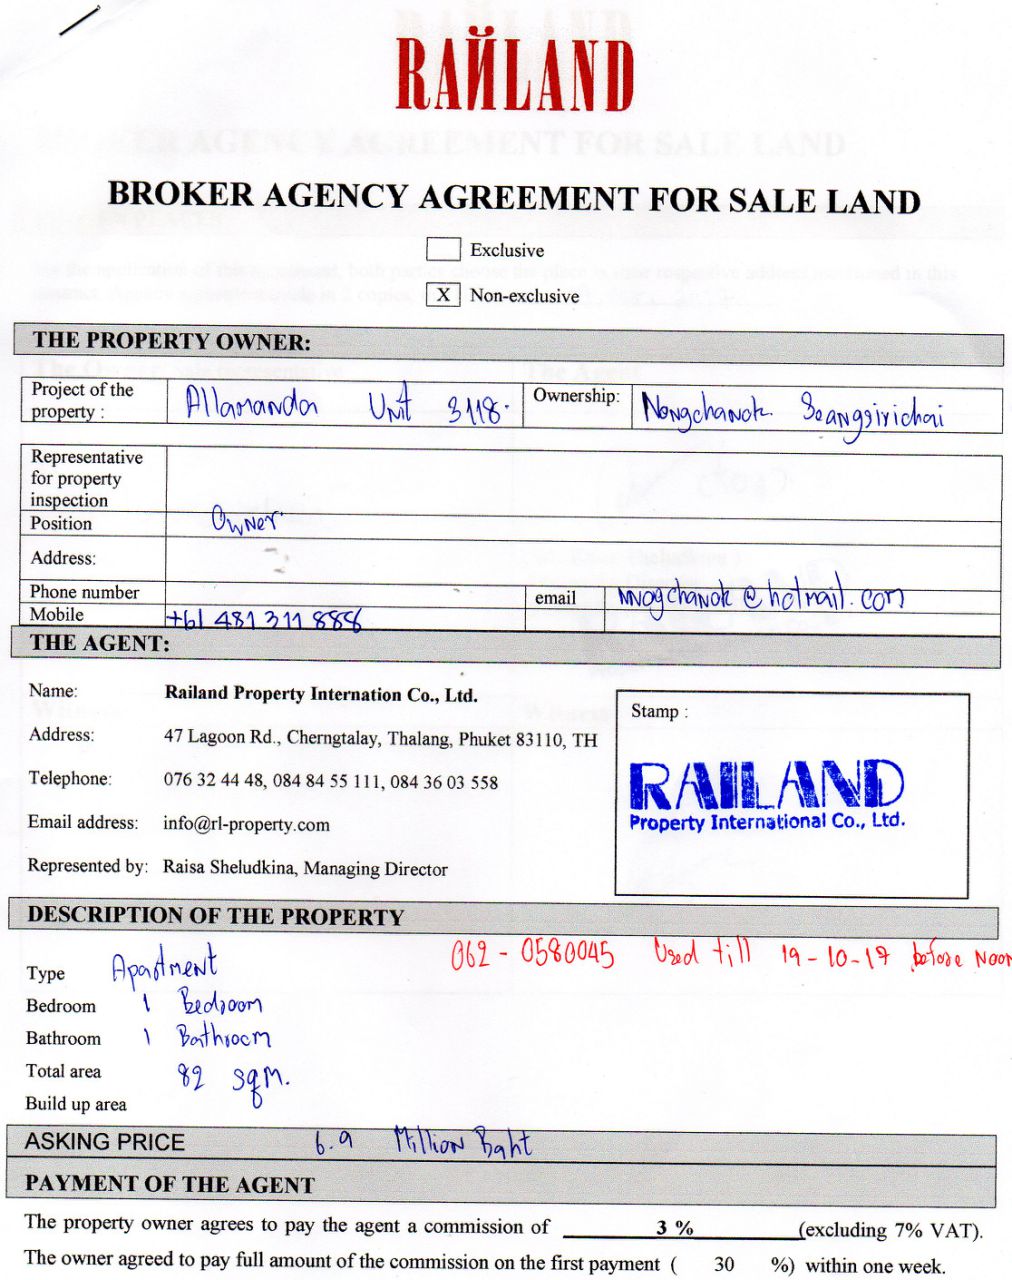 RAЙLAND
BROKER AGENCY AGREEMENT FOR SALE LAND
Exclusive
X Non-exclusive
THE PROPERTY OWNER:
Project of the property : Allamanda Unit 3118. Ownership: Nongchanok Seangsirichai
Representative
for property
inspection
Position Owner
Address:
Phone number email nnogchanok@hotmail.com
Mobile +61 481 311 888
THE AGENT:
Name: Railand Property Internation Co., Ltd.
Stamp :
Address: 47 Lagoon Rd., Cherngtalay, Thalang, Phuket 83110, TH
RAILAND
Property International Co., Ltd.
Telephone: 076 32 44 48, 084 84 55 111, 084 36 03 558
Email address: info@rl-property.com
Represented by: Raisa Sheludkina, Managing Director
DESCRIPTION OF THE PROPERTY
062-0580045 Used till 19-10-17 before Noon
Type Apartment
Bedroom 1 Bedroom
Bathroom 1 Bathroom
Total area 82 sqm.
Build up area
ASKING PRICE 6.9 Million Baht
PAYMENT OF THE AGENT
The property owner agrees to pay the agent a commission of 3 % (excluding 7% VAT).
The owner agreed to pay full amount of the commission on the first payment ( 30 %) within one week.